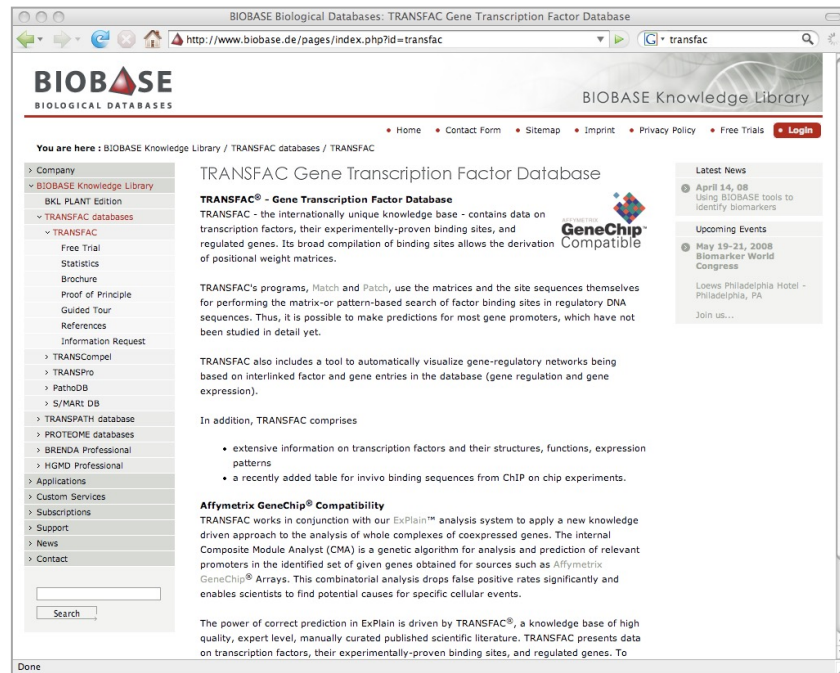 BIOBASE Biological Databases: TRANSFAC Gene Transcription Factor Database
http://www.biobase.de/pages/index.php?id=transfac
transfac
BIOBASE
BIOLOGICAL DATABASES
BIOBASE Knowledge Library
• Home • Contact Form • Sitemap • Imprint • Privacy Policy • Free Trials • Login
You are here : BIOBASE Knowledge Library / TRANSFAC databases / TRANSFAC
> Company
BIOBASE Knowledge Library
BKL PLANT Edition
TRANSFAC databases
TRANSFAC
Free Trial
Statistics
Brochure
Proof of Principle
Guided Tour
References
Information Request
> TRANSCompel
> TRANSPro
> PathoDB
> S/MARt DB
> TRANSPATH database
> PROTEOME databases
> BRENDA Professional
> HGMD Professional
> Applications
> Custom Services
> Subscriptions
> Support
> News
> Contact
Search
TRANSFAC Gene Transcription Factor Database
TRANSFAC® - Gene Transcription Factor Database
TRANSFAC - the internationally unique knowledge base - contains data on
transcription factors, their experimentelly-proven binding sites, and
regulated genes. Its broad compilation of binding sites allows the derivation
of positional weight matrices.
AFFYMETRIX
GeneChip™
Compatible
TRANSFAC's programs, Match and Patch, use the matrices and the site sequences themselves
for performing the matrix-or pattern-based search of factor binding sites in regulatory DNA
sequences. Thus, it is possible to make predictions for most gene promoters, which have not
been studied in detail yet.
TRANSFAC also includes a tool to automatically visualize gene-regulatory networks being
based on interlinked factor and gene entries in the database (gene regulation and gene
expression).
In addition, TRANSFAC comprises
• extensive information on transcription factors and their structures, functions, expression
patterns
• a recently added table for invivo binding sequences from ChIP on chip experiments.
Affymetrix GeneChip® Compatibility
TRANSFAC works in conjunction with our ExPlain™ analysis system to apply a new knowledge
driven approach to the analysis of whole complexes of coexpressed genes. The internal
Composite Module Analyst (CMA) is a genetic algorithm for analysis and prediction of relevant
promoters in the identified set of given genes obtained for sources such as Affymetrix
GeneChip® Arrays. This combinatorial analysis drops false positive rates significantly and
enables scientists to find potential causes for specific cellular events.
The power of correct prediction in ExPlain is driven by TRANSFAC®, a knowledge base of high
quality, expert level, manually curated published scientific literature. TRANSFAC presents data
on transcription factors, their experimentally-proven binding sites, and regulated genes. To
Latest News
April 14, 08
Using BIOBASE tools to
identify biomarkers
Upcoming Events
May 19-21, 2008
Biomarker World
Congress
Loews Philadelphia Hotel -
Philadelphia, PA
Join us...
Done